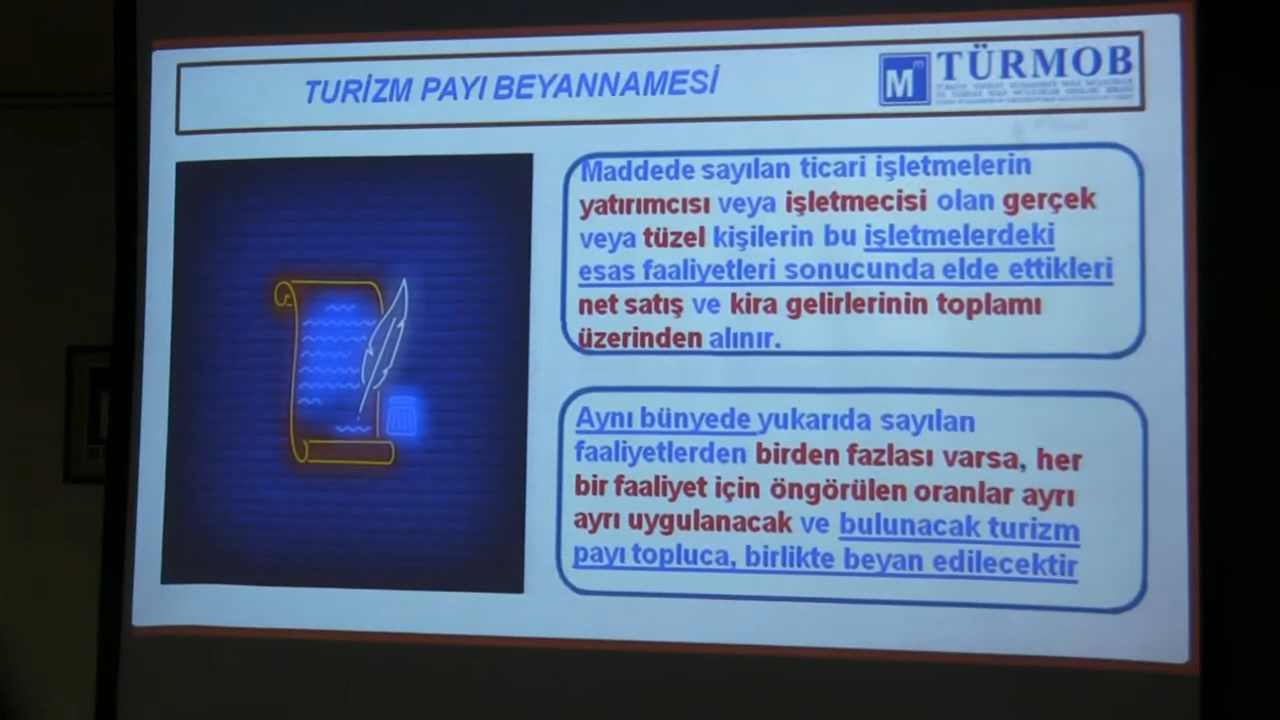 TURİZM PAYI BEYANNAMESİ
TÜRMOB
Maddede sayılan ticari işletmelerin
yatırımcısı veya işletmecisi olan gerçek
veya tüzel kişilerin bu işletmelerdeki
esas faaliyetleri sonucunda elde ettikleri
net satış ve kira gelirlerinin toplamı
üzerinden alınır.
Aynı bünyede yukarıda sayılan
faaliyetlerden birden fazlası varsa, her
bir faaliyet için öngörülen oranlar ayrı
ayrı uygulanacak ve bulunacak turizm
payı topluca, birlikte beyan edilecektir